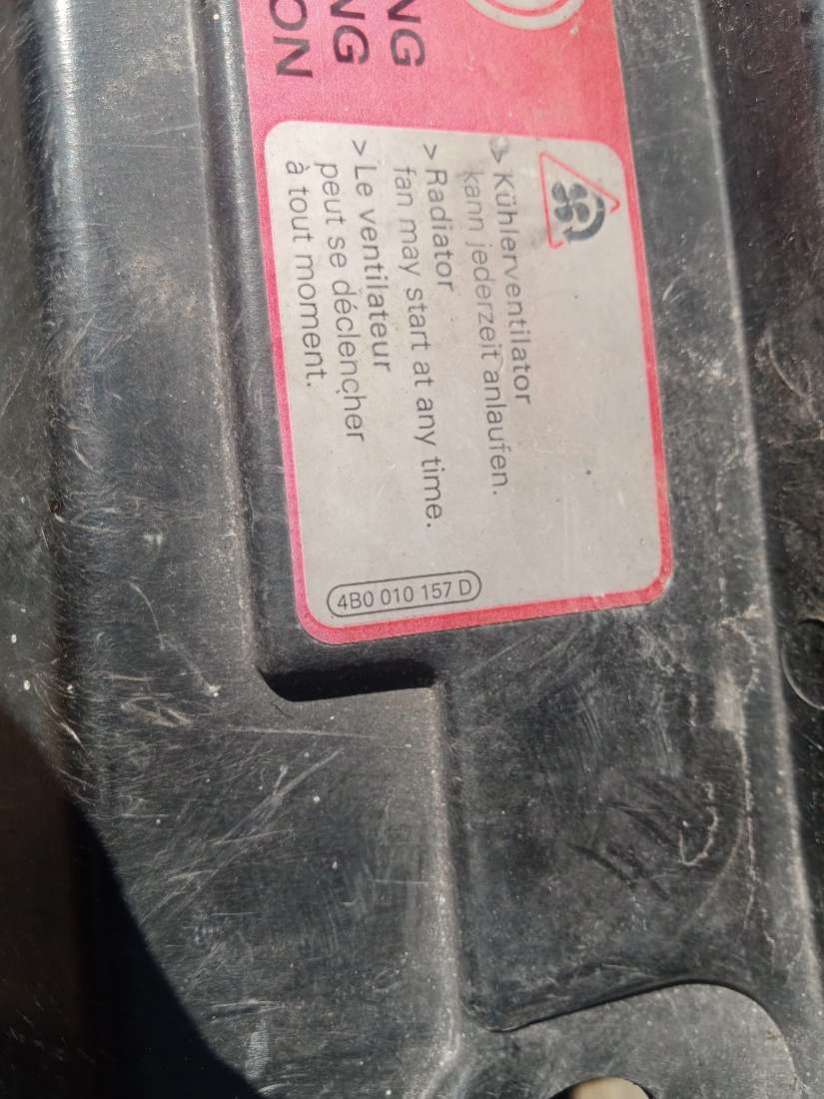 NG
NG
ON
> Kühlerventilator
kann jederzeit anlaufen.
> Radiator
fan may start at any time.
> Le ventilateur
peut se déclencher
à tout moment.
4B0 010 157 D